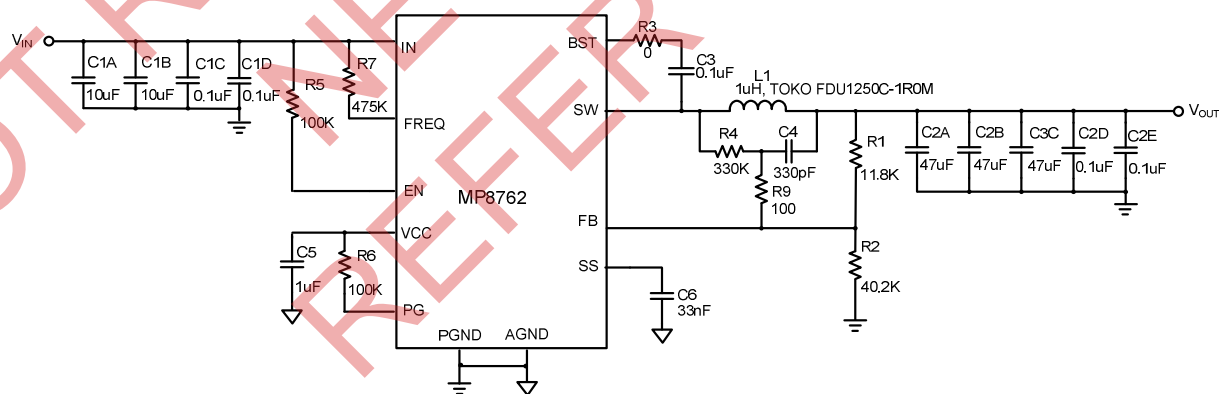 VIN
C1A
10uF
C1B
10uF
C1C
0.1uF
C1D
0.1uF
R5
100K
R7
475K
IN
FREQ
EN
VCC
PG
C5
1uF
R6
100K
MP8762
PGND
AGND
BST
SW
FB
SS
R3
0
C3
0.1uF
L1
1uH, TOKO FDU1250C-1R0M
R4
330K
C4
330pF
R9
100
R1
11.8K
R2
40.2K
C6
33nF
C2A
47uF
C2B
47uF
C3C
47uF
C2D
0.1uF
C2E
0.1uF
VOUT
REFER